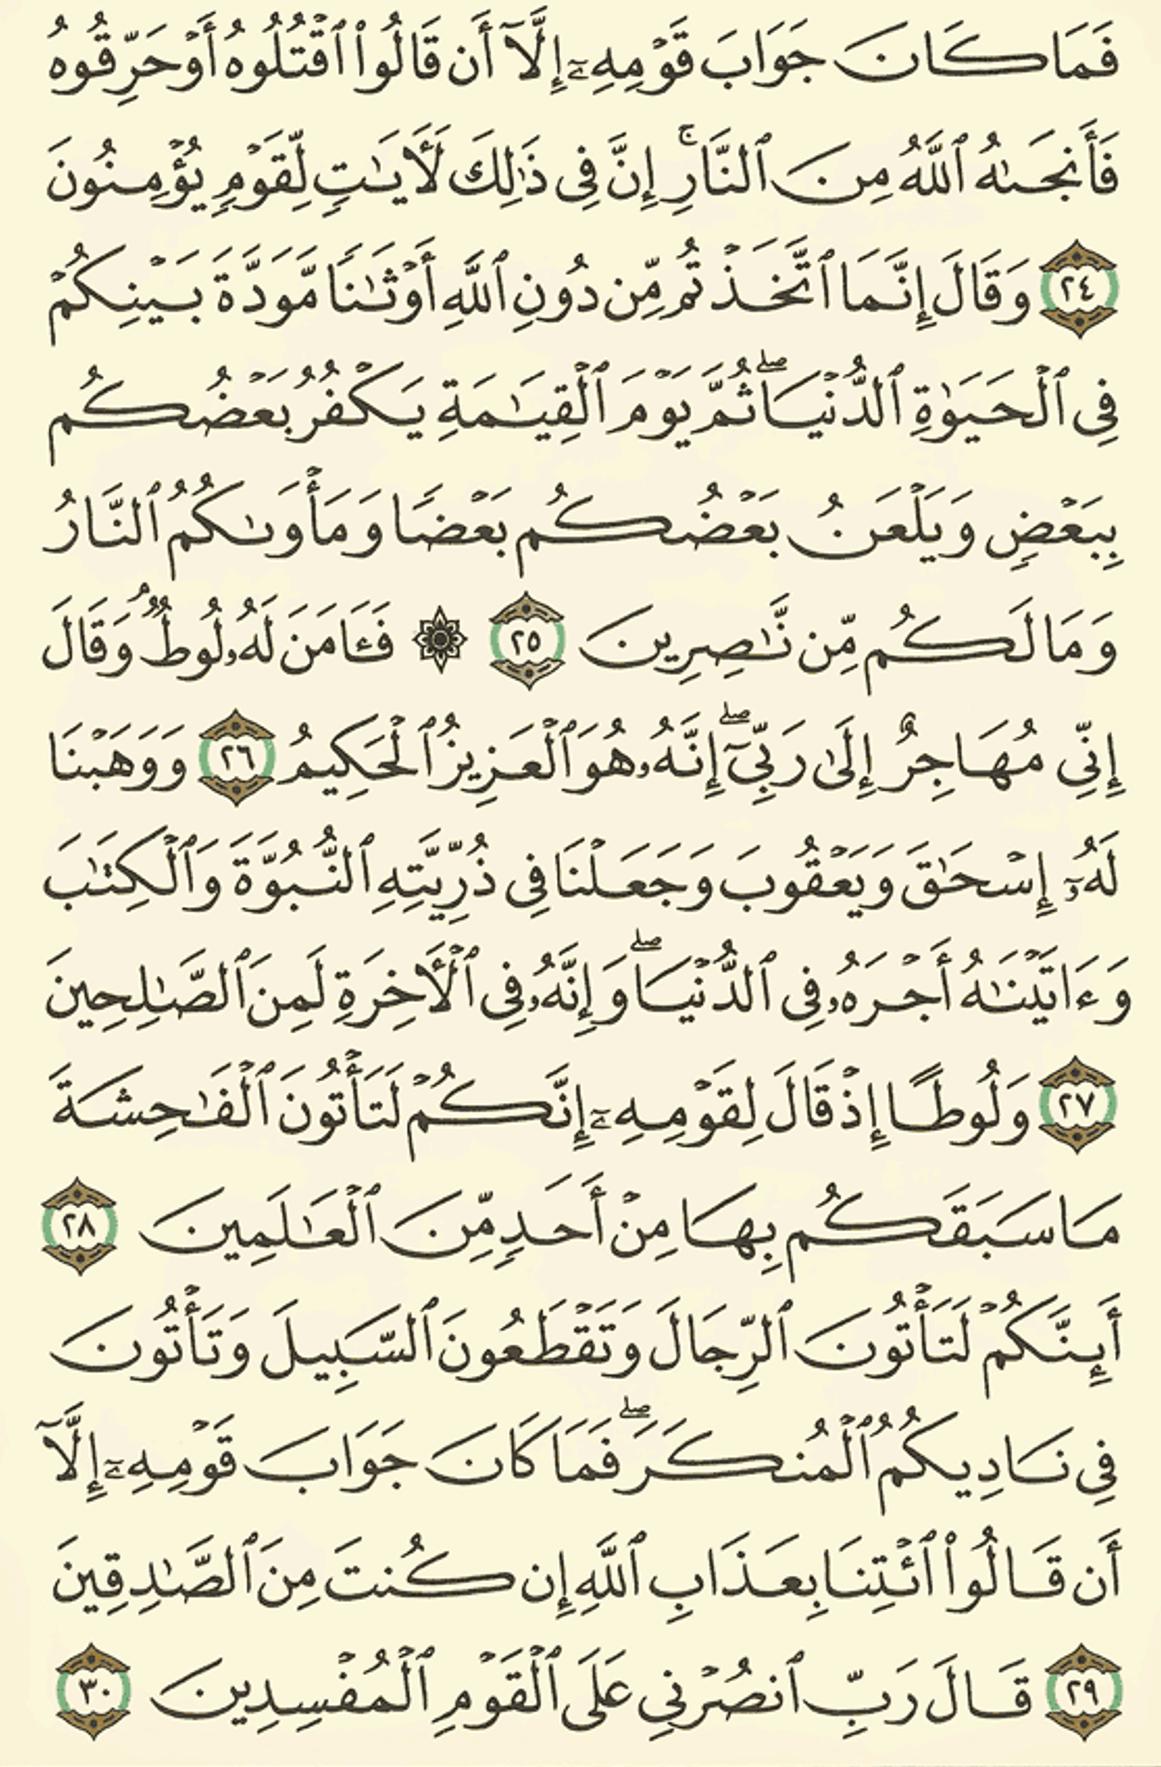 فَمَا كَانَ جَوَابَ قَوْمِهِۦٓ إِلَّآ أَن قَالُوا۟ ٱقْتُلُوهُ أَوْ حَرِّقُوهُ
فَأَنجَىٰهُ ٱللَّهُ مِنَ ٱلنَّارِ ۚ إِنَّ فِى ذَٰلِكَ لَـَٔايَـٰتٍ لِّقَوْمٍ يُؤْمِنُونَ
٢٤ وَقَالَ إِنَّمَا ٱتَّخَذْتُم مِّن دُونِ ٱللَّهِ أَوْثَـٰنًا مَّوَدَّةَ بَيْنِكُمْ
فِى ٱلْحَيَوٰةِ ٱلدُّنْيَا ۖ ثُمَّ يَوْمَ ٱلْقِيَـٰمَةِ يَكْفُرُ بَعْضُكُم
بِبَعْضٍ وَيَلْعَنُ بَعْضُكُم بَعْضًا وَمَأْوَىٰكُمُ ٱلنَّارُ
وَمَا لَكُم مِّن نَّـٰصِرِينَ ٢٥ ۞ فَـَٔامَنَ لَهُۥ لُوطٌ ۘ وَقَالَ
إِنِّى مُهَاجِرٌ إِلَىٰ رَبِّىٓ ۖ إِنَّهُۥ هُوَ ٱلْعَزِيزُ ٱلْحَكِيمُ ٢٦ وَوَهَبْنَا
لَهُۥٓ إِسْحَـٰقَ وَيَعْقُوبَ وَجَعَلْنَا فِى ذُرِّيَّتِهِ ٱلنُّبُوَّةَ وَٱلْكِتَـٰبَ
وَءَاتَيْنَـٰهُ أَجْرَهُۥ فِى ٱلدُّنْيَا ۖ وَإِنَّهُۥ فِى ٱلْـَٔاخِرَةِ لَمِنَ ٱلصَّـٰلِحِينَ
٢٧ وَلُوطًا إِذْ قَالَ لِقَوْمِهِۦٓ إِنَّكُمْ لَتَأْتُونَ ٱلْفَـٰحِشَةَ
مَا سَبَقَكُم بِهَا مِنْ أَحَدٍ مِّنَ ٱلْعَـٰلَمِينَ ٢٨
أَئِنَّكُمْ لَتَأْتُونَ ٱلرِّجَالَ وَتَقْطَعُونَ ٱلسَّبِيلَ وَتَأْتُونَ
فِى نَادِيكُمُ ٱلْمُنكَرَ ۖ فَمَا كَانَ جَوَابَ قَوْمِهِۦٓ إِلَّآ
أَن قَالُوا۟ ٱئْتِنَا بِعَذَابِ ٱللَّهِ إِن كُنتَ مِنَ ٱلصَّـٰدِقِينَ
٢٩ قَالَ رَبِّ ٱنصُرْنِى عَلَى ٱلْقَوْمِ ٱلْمُفْسِدِينَ ٣٠